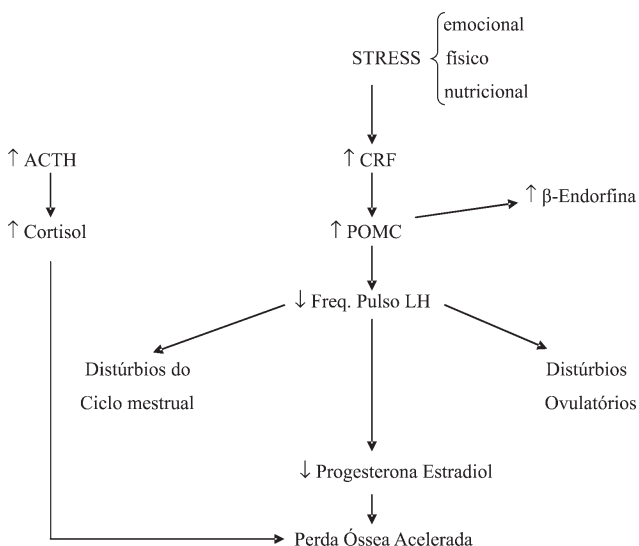 emocional
STRESS
físico
nutricional
↑ ACTH
↑ CRF
↑ β-Endorfina
↑ Cortisol
↑ POMC
↓ Freq. Pulso LH
Distúrbios do
Ciclo mestrual
Distúrbios
Ovulatórios
↓ Progesterona Estradiol
Perda Óssea Acelerada